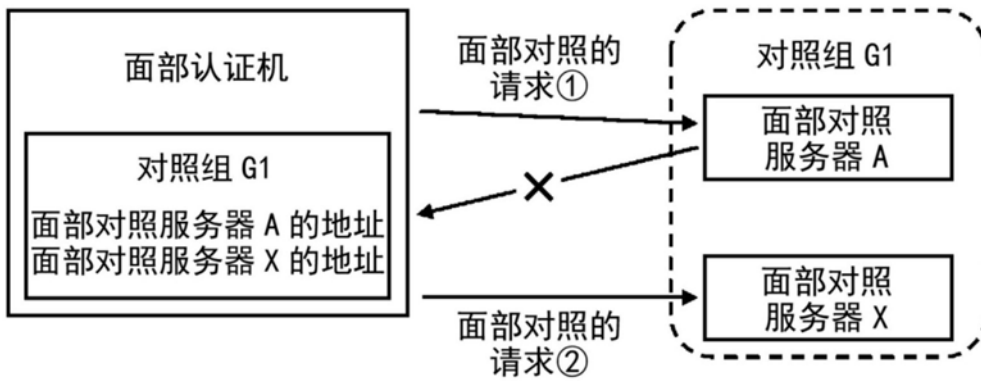 面部认证机
对照组 G1
面部对照服务器 A 的地址
面部对照服务器 X 的地址
面部对照的
请求①
面部对照的
请求②
对照组 G1
面部对照
服务器 A
面部对照
服务器 X